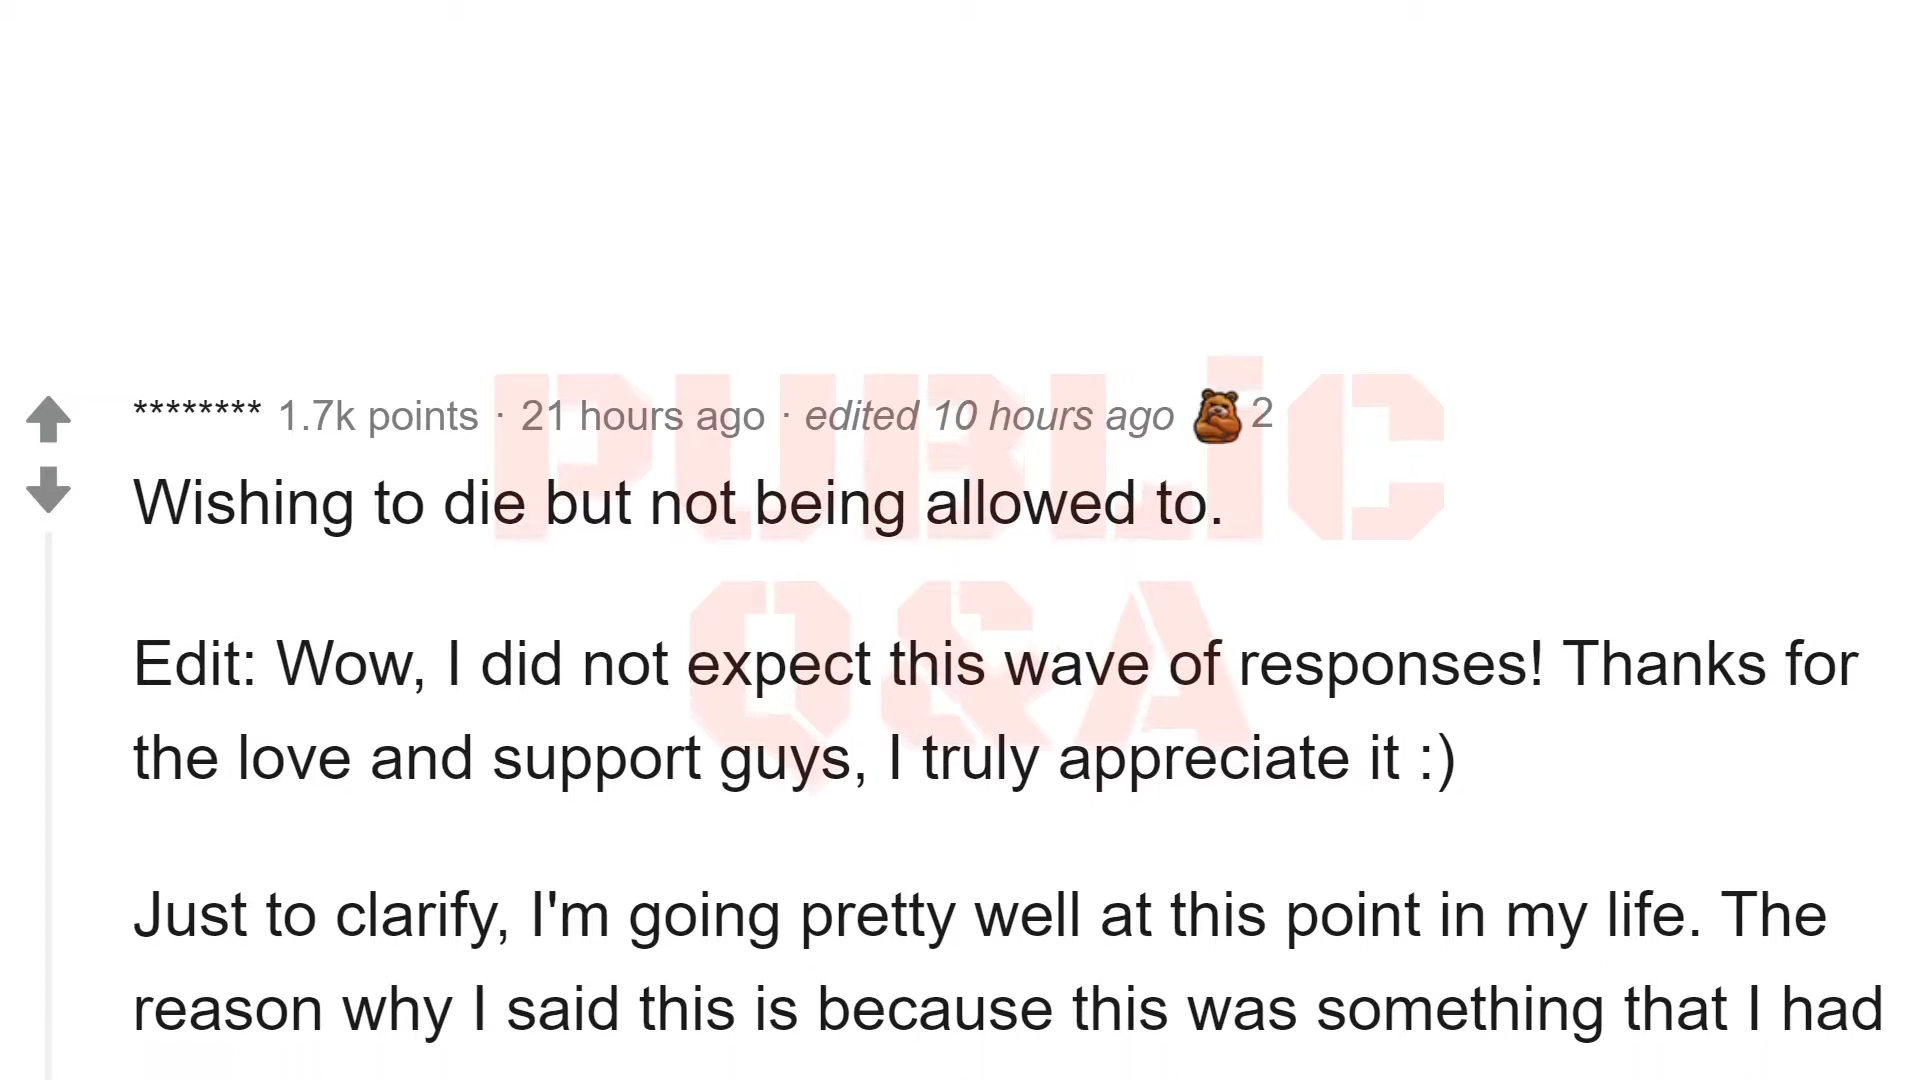 ******** 1.7k points · 21 hours ago · edited 10 hours ago 2
Wishing to die but not being allowed to.
Edit: Wow, I did not expect this wave of responses! Thanks for
the love and support guys, I truly appreciate it :)
Just to clarify, I'm going pretty well at this point in my life. The
reason why I said this is because this was something that I had
PUBLiC
Q&A